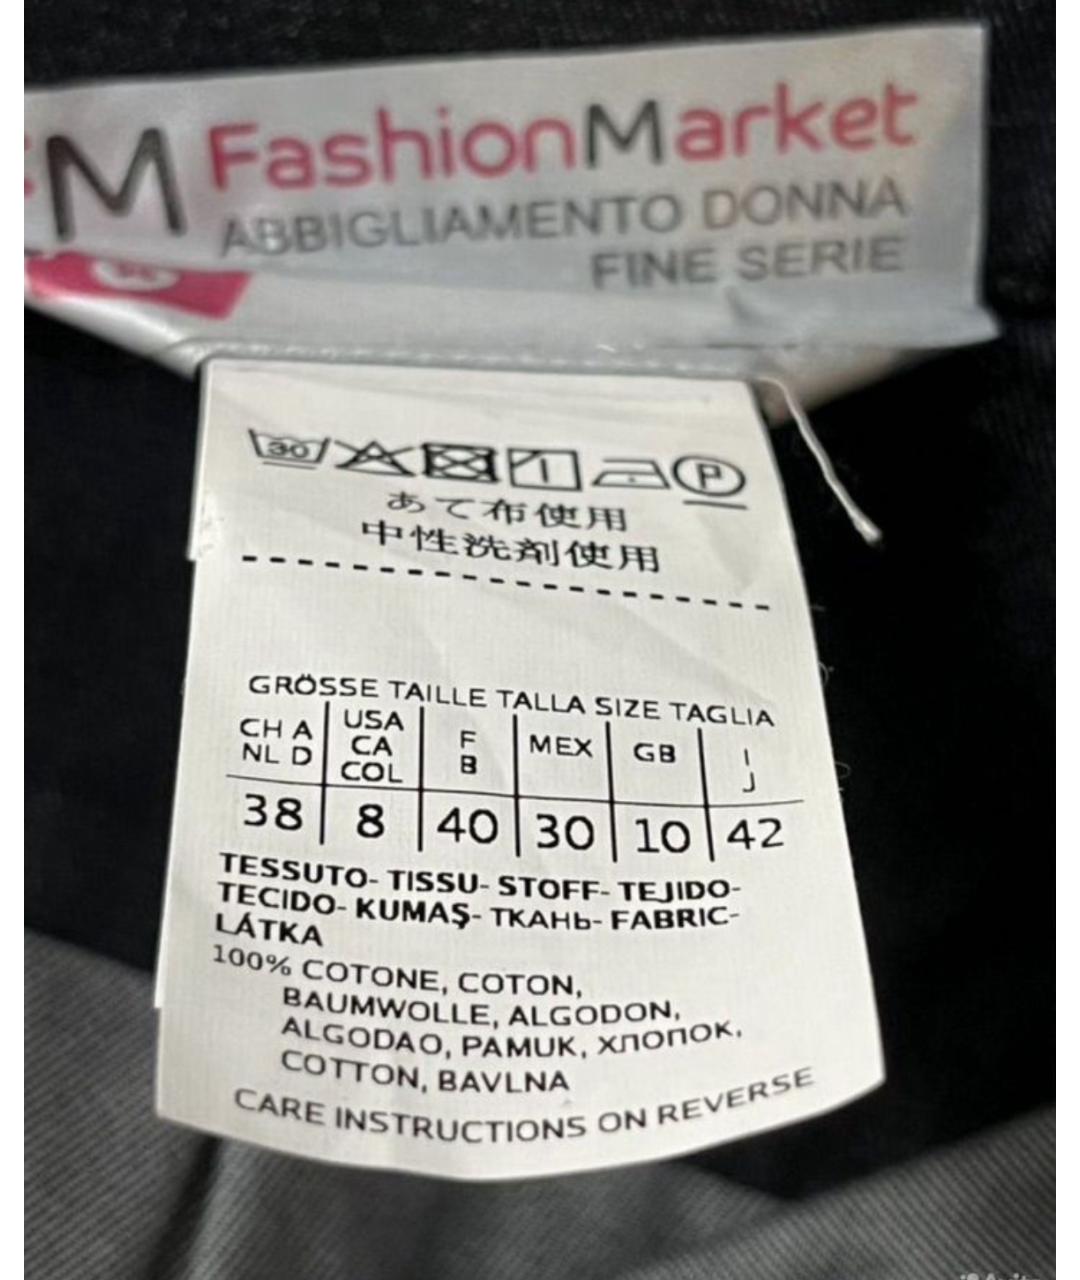 FM FashionMarket
ABBIGLIAMENTO DONNA
FINE SERIE
30 P
あて布使用
中性洗剤使用
GRÖSSE TAILLE TALLA SIZE TAGLIA
CH A NL D USA CA COL F B MEX GB I J
38 8 40 30 10 42
TESSUTO- TISSU- STOFF- TEJIDO-
TECIDO- KUMAŞ- ТКАНЬ- FABRIC-
LÁTKA
100% COTONE, COTON,
BAUMWOLLE, ALGODON,
ALGODAO, PAMUK, ХЛОПОК,
COTTON, BAVLNA
CARE INSTRUCTIONS ON REVERSE